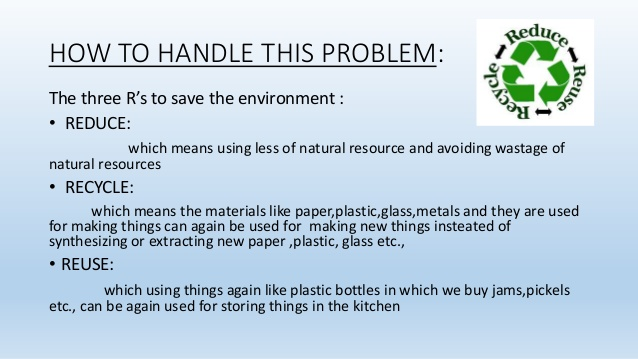 HOW TO HANDLE THIS PROBLEM:
Reduce
Reuse
Recycle
The three R’s to save the environment :
• REDUCE:
which means using less of natural resource and avoiding wastage of
natural resources
• RECYCLE:
which means the materials like paper,plastic,glass,metals and they are used
for making things can again be used for making new things insteated of
synthesizing or extracting new paper ,plastic, glass etc.,
• REUSE:
which using things again like plastic bottles in which we buy jams,pickels
etc., can be again used for storing things in the kitchen